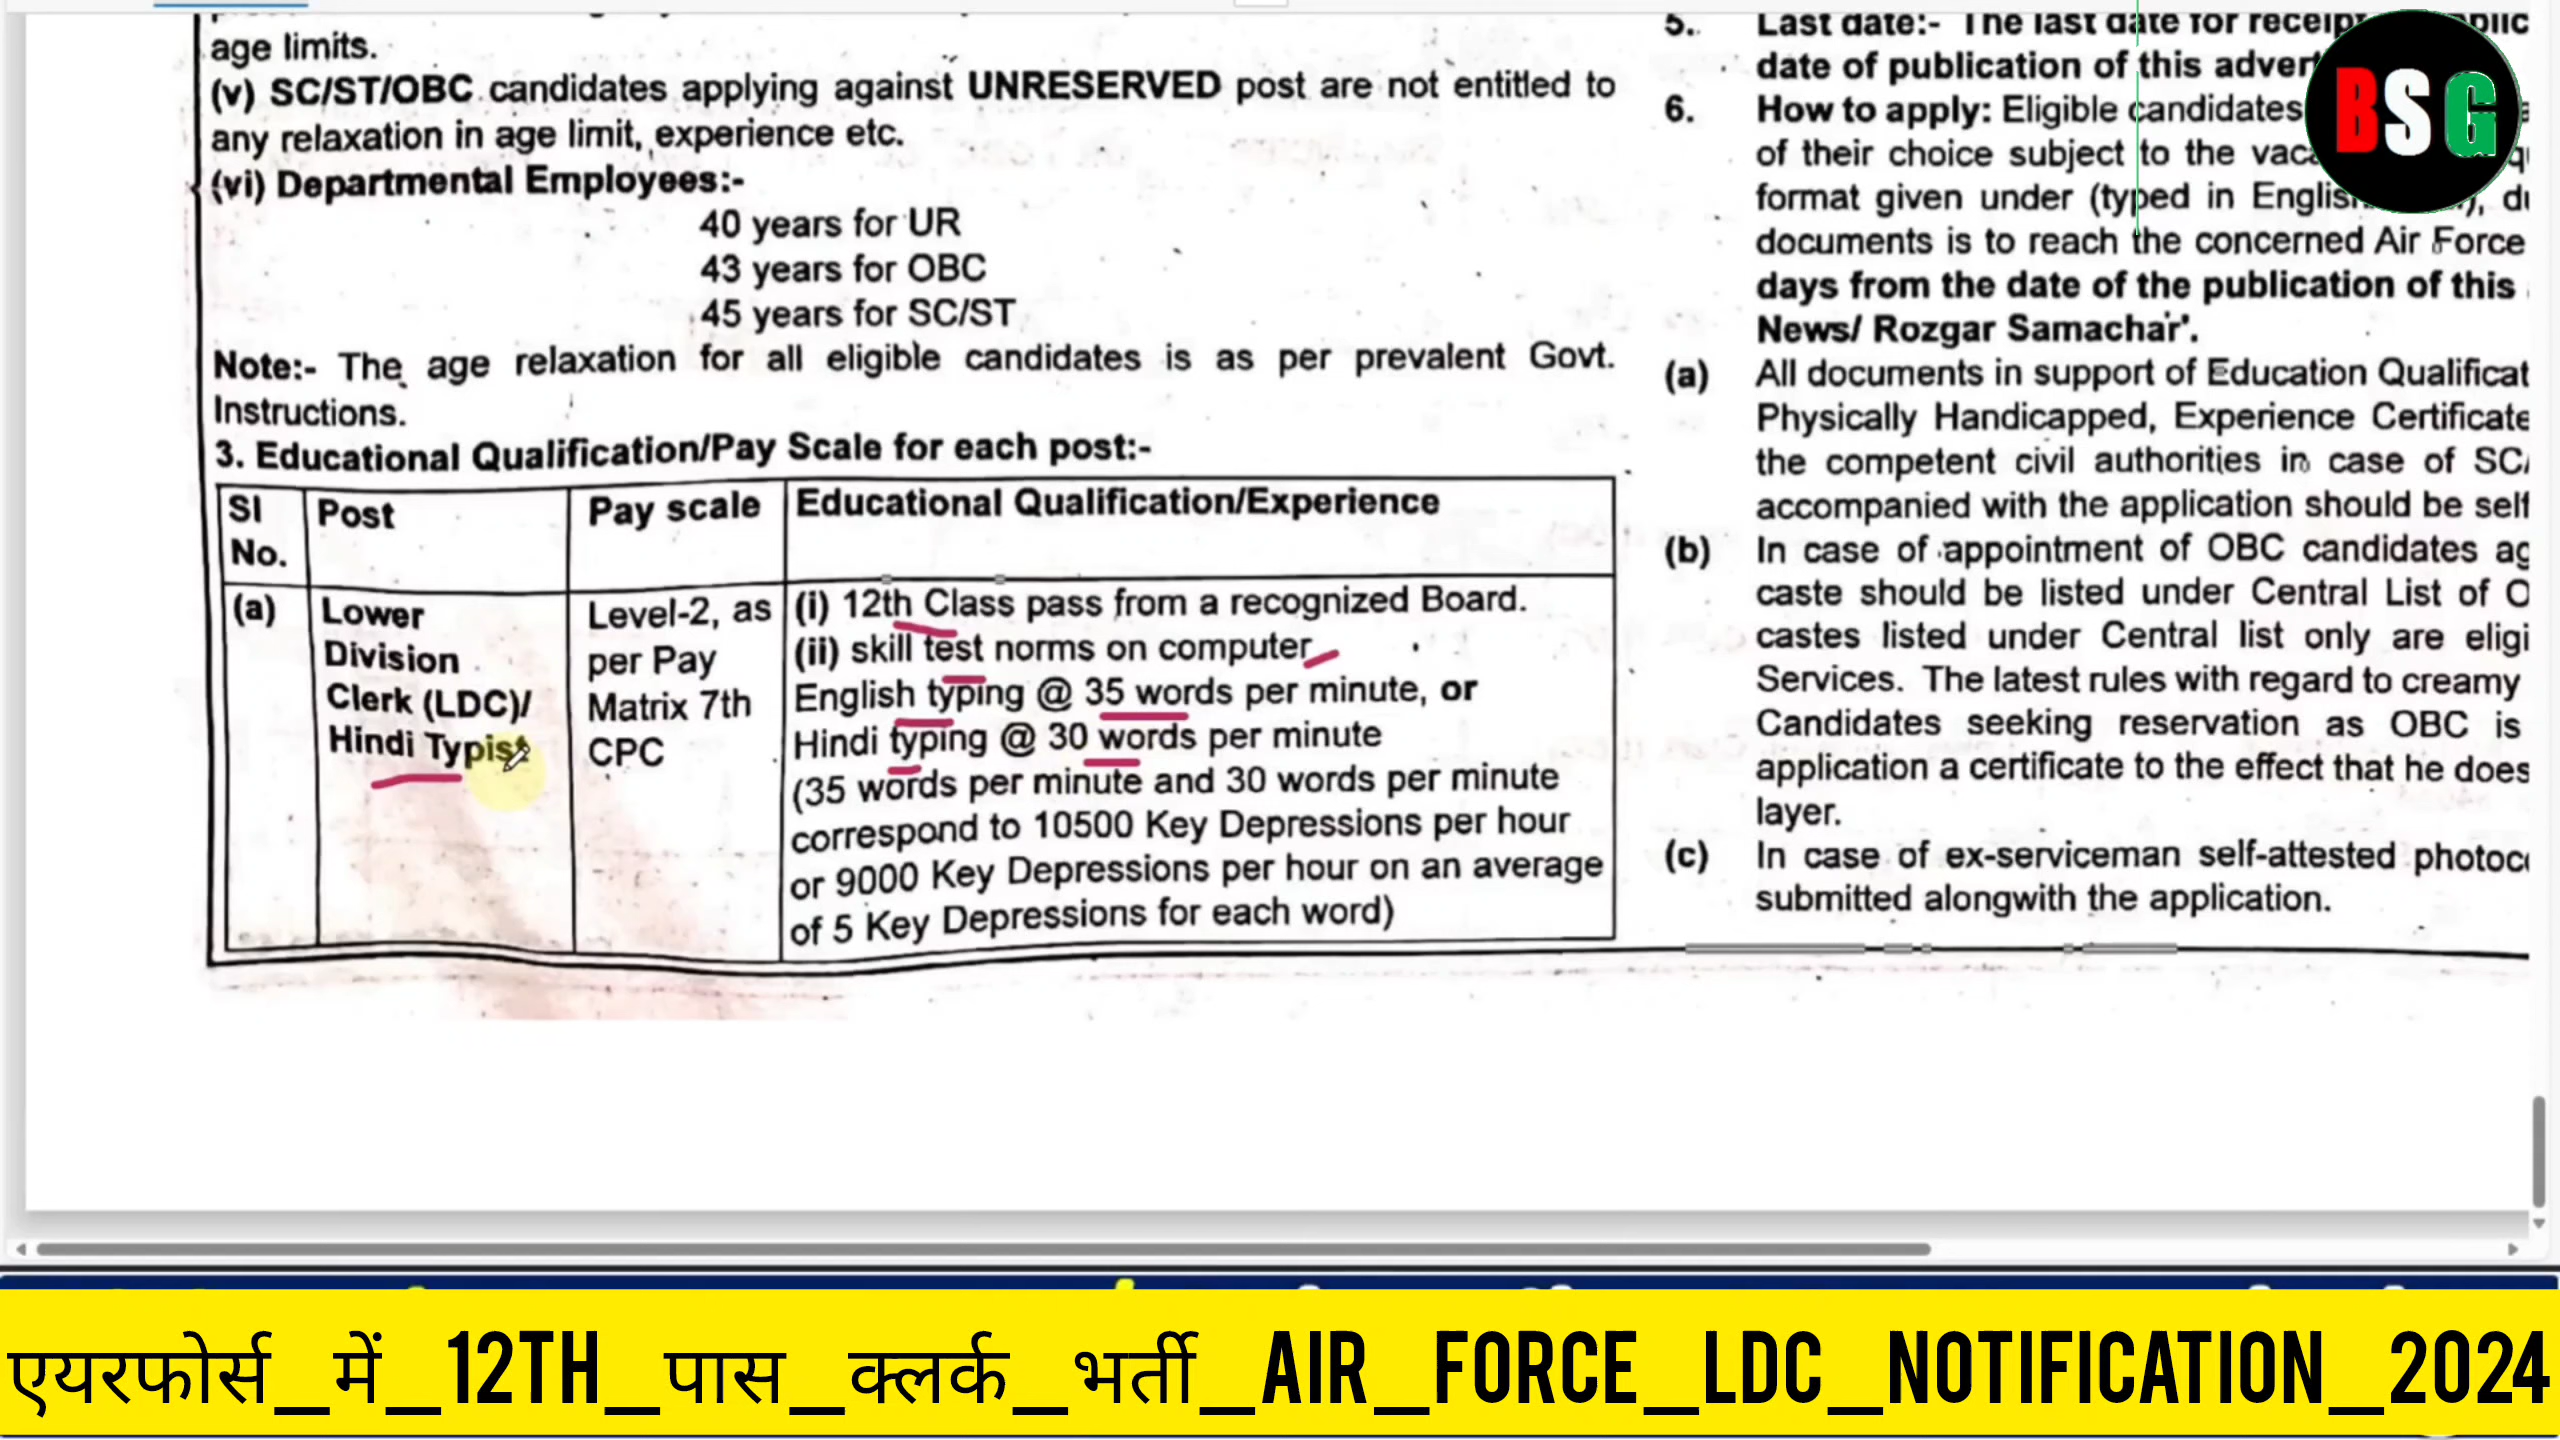 age limits.
(v) SC/ST/OBC candidates applying against UNRESERVED post are not entitled to
any relaxation in age limit, experience etc.
(vi) Departmental Employees:-
40 years for UR
43 years for OBC
45 years for SC/ST
Note:- The age relaxation for all eligible candidates is as per prevalent Govt.
Instructions.
3. Educational Qualification/Pay Scale for each post:-
Sl
No.
Post
Pay scale
Educational Qualification/Experience
(a)
Lower
Division
Clerk (LDC)/
Hindi Typist
Level-2, as
per Pay
Matrix 7th
CPC
(i) 12th Class pass from a recognized Board.
(ii) skill test norms on computer
English typing @ 35 words per minute, or
Hindi typing @ 30 words per minute
(35 words per minute and 30 words per minute
correspond to 10500 Key Depressions per hour
or 9000 Key Depressions per hour on an average
of 5 Key Depressions for each word)
5. Last date:- The last date for
date of publication of this
6. How to apply: Eligible candidates
of their choice subject to the
format given under (typed in
documents is to reach the concerned Air Force
days from the date of the publication of this
News/ Rozgar Samachar'.
(a) All documents in support of Education
Physically Handicapped, Experience Certificate
the competent civil authorities in case of
accompanied with the application should be
(b) In case of appointment of OBC candidates
caste should be listed under Central List of
castes listed under Central list only are
Services. The latest rules with regard to creamy
Candidates seeking reservation as OBC is
application a certificate to the effect that he does
layer.
(c) In case of ex-serviceman self-attested
submitted alongwith the application.
BSG
एयरफोर्स_में_12TH_पास_क्लर्क_भर्ती_AIR_FORCE_LDC_NOTIFICATION_2024